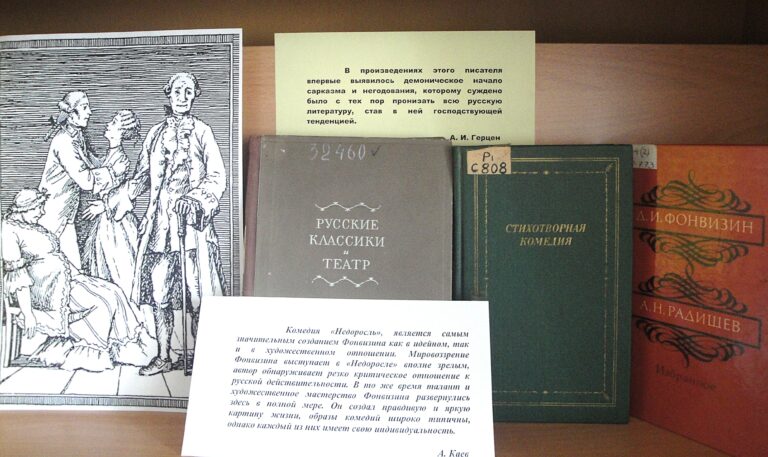 В произведениях этого писателя
впервые выявилось демоническое начало
сарказма и негодования, которому суждено
было с тех пор пронизать всю русскую
литературу, став в ней господствующей
тенденцией.
А. И. Герцен
32460
РУССКИЕ
КЛАССИКИ
и
ТЕАТР
Р1
С 808
СТИХОТВОРНАЯ
КОМЕДИЯ
Д. И. ФОНВИЗИН
А. Н. РАДИЩЕВ
Избранное
Комедия «Недоросль», является самым
значительным созданием Фонвизина как в идейном, так
и в художественном отношении. Мировоззрение
Фонвизина выступает в «Недоросле» вполне зрелым,
автор обнаруживает резко критическое отношение к
русской действительности. В то же время талант и
художественное мастерство Фонвизина развернулись
здесь в полной мере. Он создал правдивую и яркую
картину жизни, образы комедий широко типичны,
однако каждый из них имеет свою индивидуальность.
А. Каев